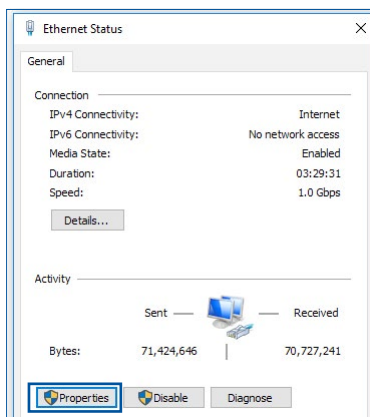 Ethernet Status
General
Connection
IPv4 Connectivity: Internet
IPv6 Connectivity: No network access
Media State: Enabled
Duration: 03:29:31
Speed: 1.0 Gbps
Details...
Activity
Sent Received
Bytes: 71,424,646 70,727,241
Properties Disable Diagnose